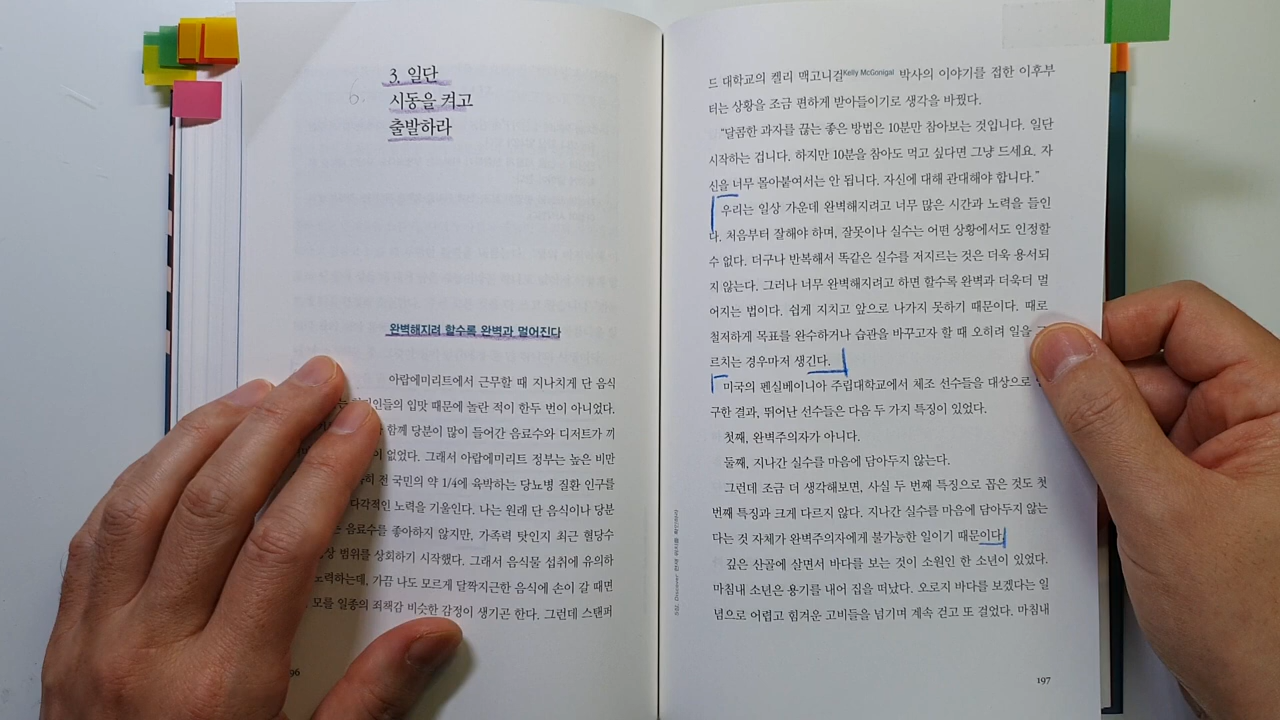 3. 일단
시동을 켜고
출발하라
6.
완벽해지려 할수록 완벽과 멀어진다
아랍에미리트에서 근무할 때 지나치게 단 음식
인들의 입맛 때문에 놀란 적이 한두 번이 아니었다.
함께 당분이 많이 들어간 음료수와 디저트가 끼
없었다. 그래서 아랍에미리트 정부는 높은 비만
전 국민의 약 1/4에 육박하는 당뇨병 질환 인구를
다각적인 노력을 기울인다. 나는 원래 단 음식이나 당분
음료수를 좋아하지 않지만, 가족력 탓인지 최근 혈당수
범위를 상회하기 시작했다. 그래서 음식물 섭취에 유의하
노력하는데, 가끔 나도 모르게 달짝지근한 음식에 손이 갈 때면
모를 일종의 죄책감 비슷한 감정이 생기곤 한다. 그런데 스탠퍼
96
드 대학교의 켈리 맥고니걸Kelly McGonigal 박사의 이야기를 접한 이후부
터는 상황을 조금 편하게 받아들이기로 생각을 바꿨다.
"달콤한 과자를 끊는 좋은 방법은 10분만 참아보는 것입니다. 일단
시작하는 겁니다. 하지만 10분을 참아도 먹고 싶다면 그냥 드세요. 자
신을 너무 몰아붙여서는 안 됩니다. 자신에 대해 관대해야 합니다."
우리는 일상 가운데 완벽해지려고 너무 많은 시간과 노력을 들인
다. 처음부터 잘해야 하며, 잘못이나 실수는 어떤 상황에서도 인정할
수 없다. 더구나 반복해서 똑같은 실수를 저지르는 것은 더욱 용서되
지 않는다. 그러나 너무 완벽해지려고 하면 할수록 완벽과 더욱더 멀
어지는 법이다. 쉽게 지치고 앞으로 나가지 못하기 때문이다. 때로
철저하게 목표를 완수하거나 습관을 바꾸고자 할 때 오히려 일을 그
르치는 경우마저 생긴다.
미국의 펜실베이니아 주립대학교에서 체조 선수들을 대상으로
구한 결과, 뛰어난 선수들은 다음 두 가지 특징이 있었다.
첫째, 완벽주의자가 아니다.
둘째, 지나간 실수를 마음에 담아두지 않는다.
그런데 조금 더 생각해보면, 사실 두 번째 특징으로 꼽은 것도 첫
번째 특징과 크게 다르지 않다. 지나간 실수를 마음에 담아두지 않는
다는 것 자체가 완벽주의자에게 불가능한 일이기 때문이다.
깊은 산골에 살면서 바다를 보는 것이 소원인 한 소년이 있었다.
마침내 소년은 용기를 내어 집을 떠났다. 오로지 바다를 보겠다는 일
념으로 어렵고 힘겨운 고비들을 넘기며 계속 걷고 또 걸었다. 마침내
197